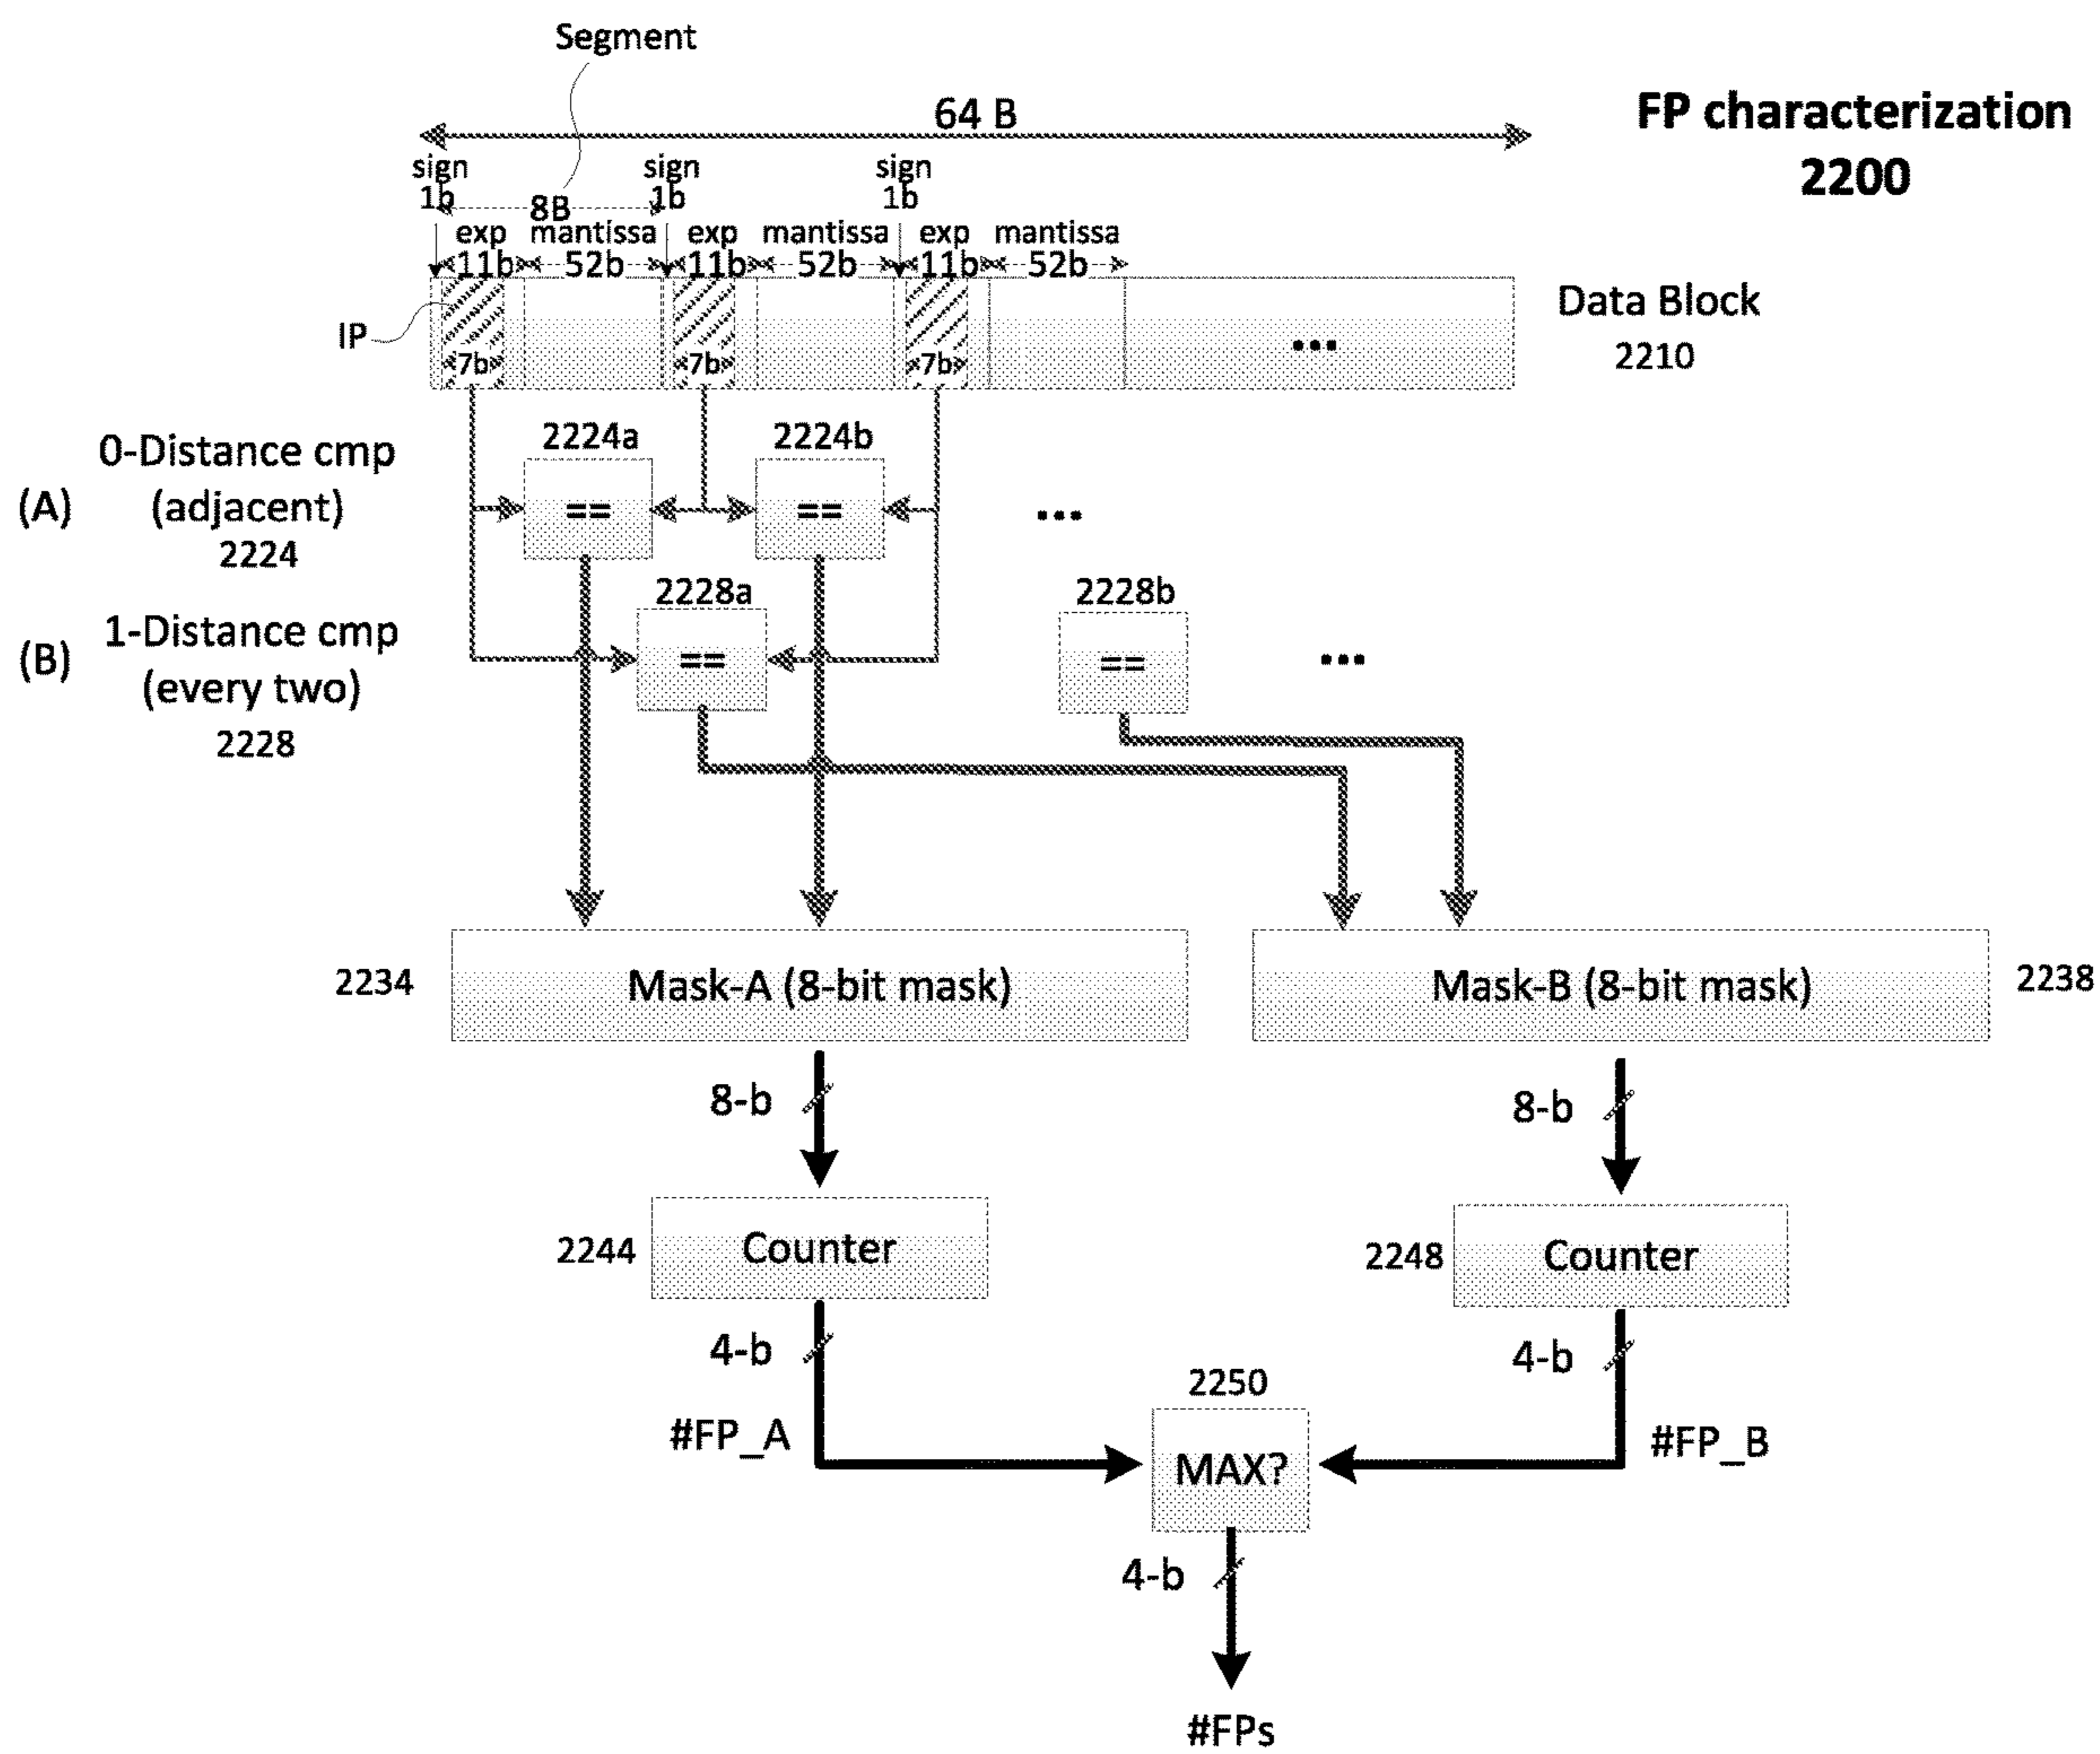 Segment
64 B
FP characterization
2200
sign sign sign
1b 1b 1b
8B
exp mantissa exp mantissa exp mantissa
11b 52b 11b 52b 11b 52b
IP
7b 7b 7b
...
Data Block
2210
(A)
0-Distance cmp
(adjacent)
2224
2224a 2224b
== == ...
(B)
1-Distance cmp
(every two)
2228
2228a 2228b
== == ...
2234 Mask-A (8-bit mask) Mask-B (8-bit mask) 2238
8-b 8-b
2244 Counter 2248 Counter
4-b 4-b
2250
#FP_A MAX? #FP_B
4-b
#FPs